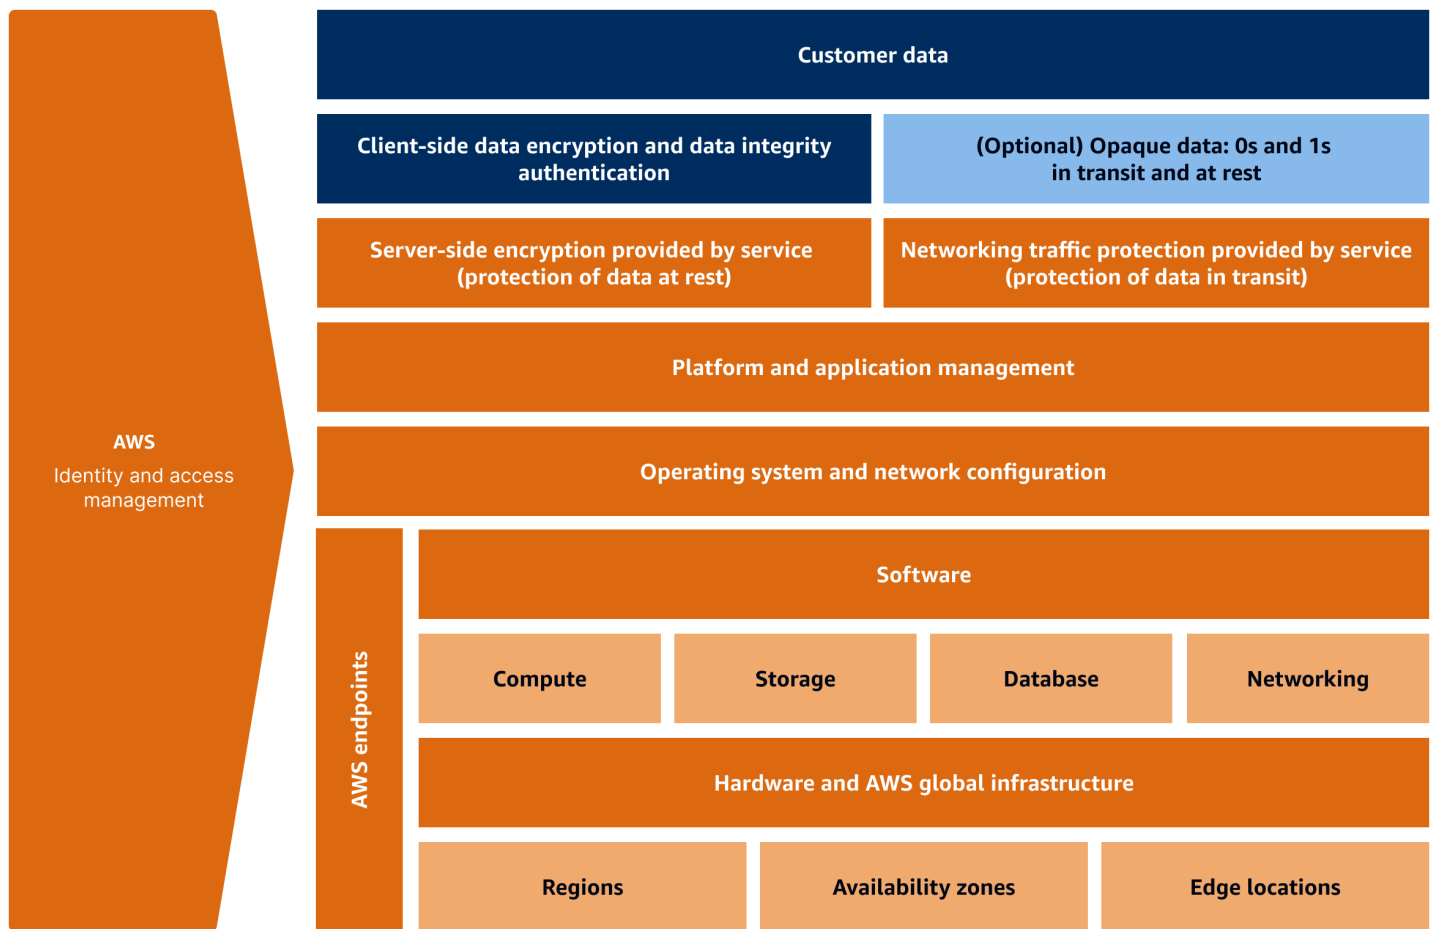 Customer data
Client-side data encryption and data integrity
authentication
(Optional) Opaque data: 0s and 1s
in transit and at rest
Server-side encryption provided by service
(protection of data at rest)
Networking traffic protection provided by service
(protection of data in transit)
Platform and application management
AWS
Identity and access
management
Operating system and network configuration
AWS endpoints
Software
Compute
Storage
Database
Networking
Hardware and AWS global infrastructure
Regions
Availability zones
Edge locations